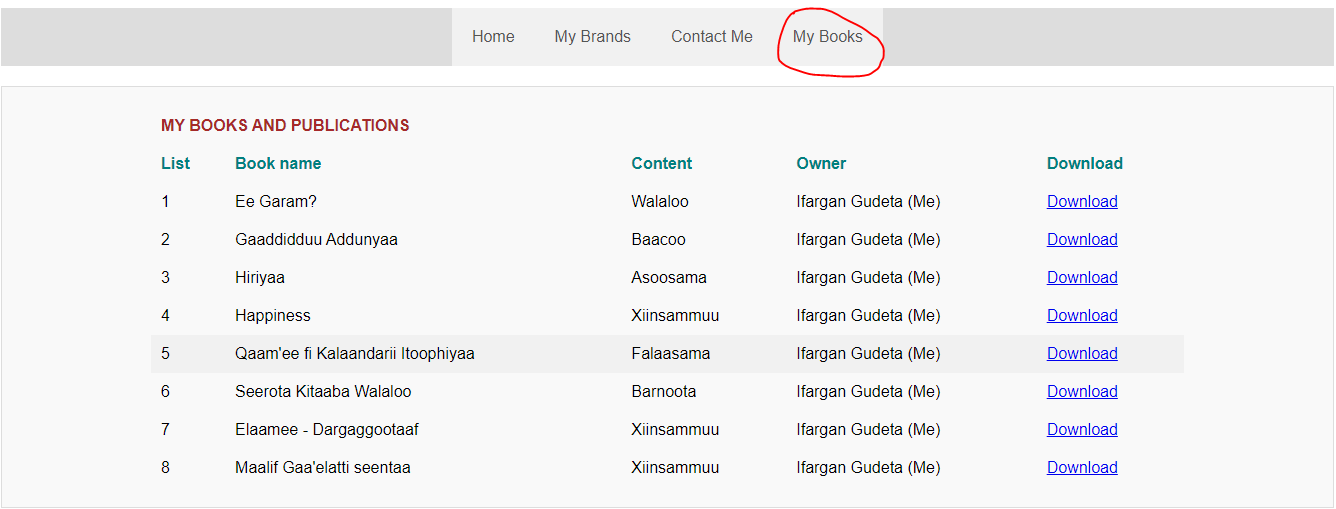 Home My Brands Contact Me My Books
MY BOOKS AND PUBLICATIONS
List Book name Content Owner Download
1 Ee Garam? Walaloo Ifargan Gudeta (Me) Download
2 Gaaddidduu Addunyaa Baacoo Ifargan Gudeta (Me) Download
3 Hiriyaa Asoosama Ifargan Gudeta (Me) Download
4 Happiness Xiinsammuu Ifargan Gudeta (Me) Download
5 Qaam'ee fi Kalaandarii Itoophiyaa Falaasama Ifargan Gudeta (Me) Download
6 Seerota Kitaaba Walaloo Barnoota Ifargan Gudeta (Me) Download
7 Elaamee - Dargaggootaaf Xiinsammuu Ifargan Gudeta (Me) Download
8 Maalif Gaa'elatti seentaa Xiinsammuu Ifargan Gudeta (Me) Download